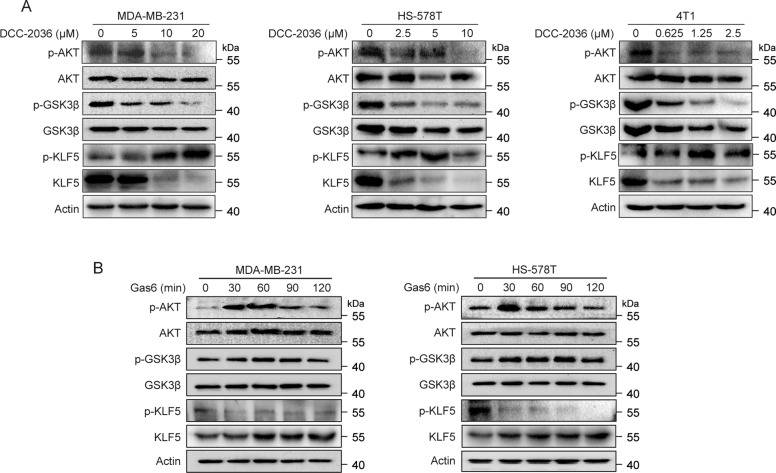 A
MDA-MB-231
DCC-2036 (μM) 0 5 10 20 kDa
p-AKT 55
AKT 55
p-GSK3β 40
GSK3β 40
p-KLF5 55
KLF5 55
Actin 40
HS-578T
DCC-2036 (μM) 0 2.5 5 10 kDa
p-AKT 55
AKT 55
p-GSK3β 40
GSK3β 40
p-KLF5 55
KLF5 55
Actin 40
4T1
DCC-2036 (μM) 0 0.625 1.25 2.5 kDa
p-AKT 55
AKT 55
p-GSK3β 40
GSK3β 40
p-KLF5 55
KLF5 55
Actin 40
B
MDA-MB-231
Gas6 (min) 0 30 60 90 120 kDa
p-AKT 55
AKT 55
p-GSK3β 40
GSK3β 40
p-KLF5 55
KLF5 55
Actin 40
HS-578T
Gas6 (min) 0 30 60 90 120 kDa
p-AKT 55
AKT 55
p-GSK3β 40
GSK3β 40
p-KLF5 55
KLF5 55
Actin 40